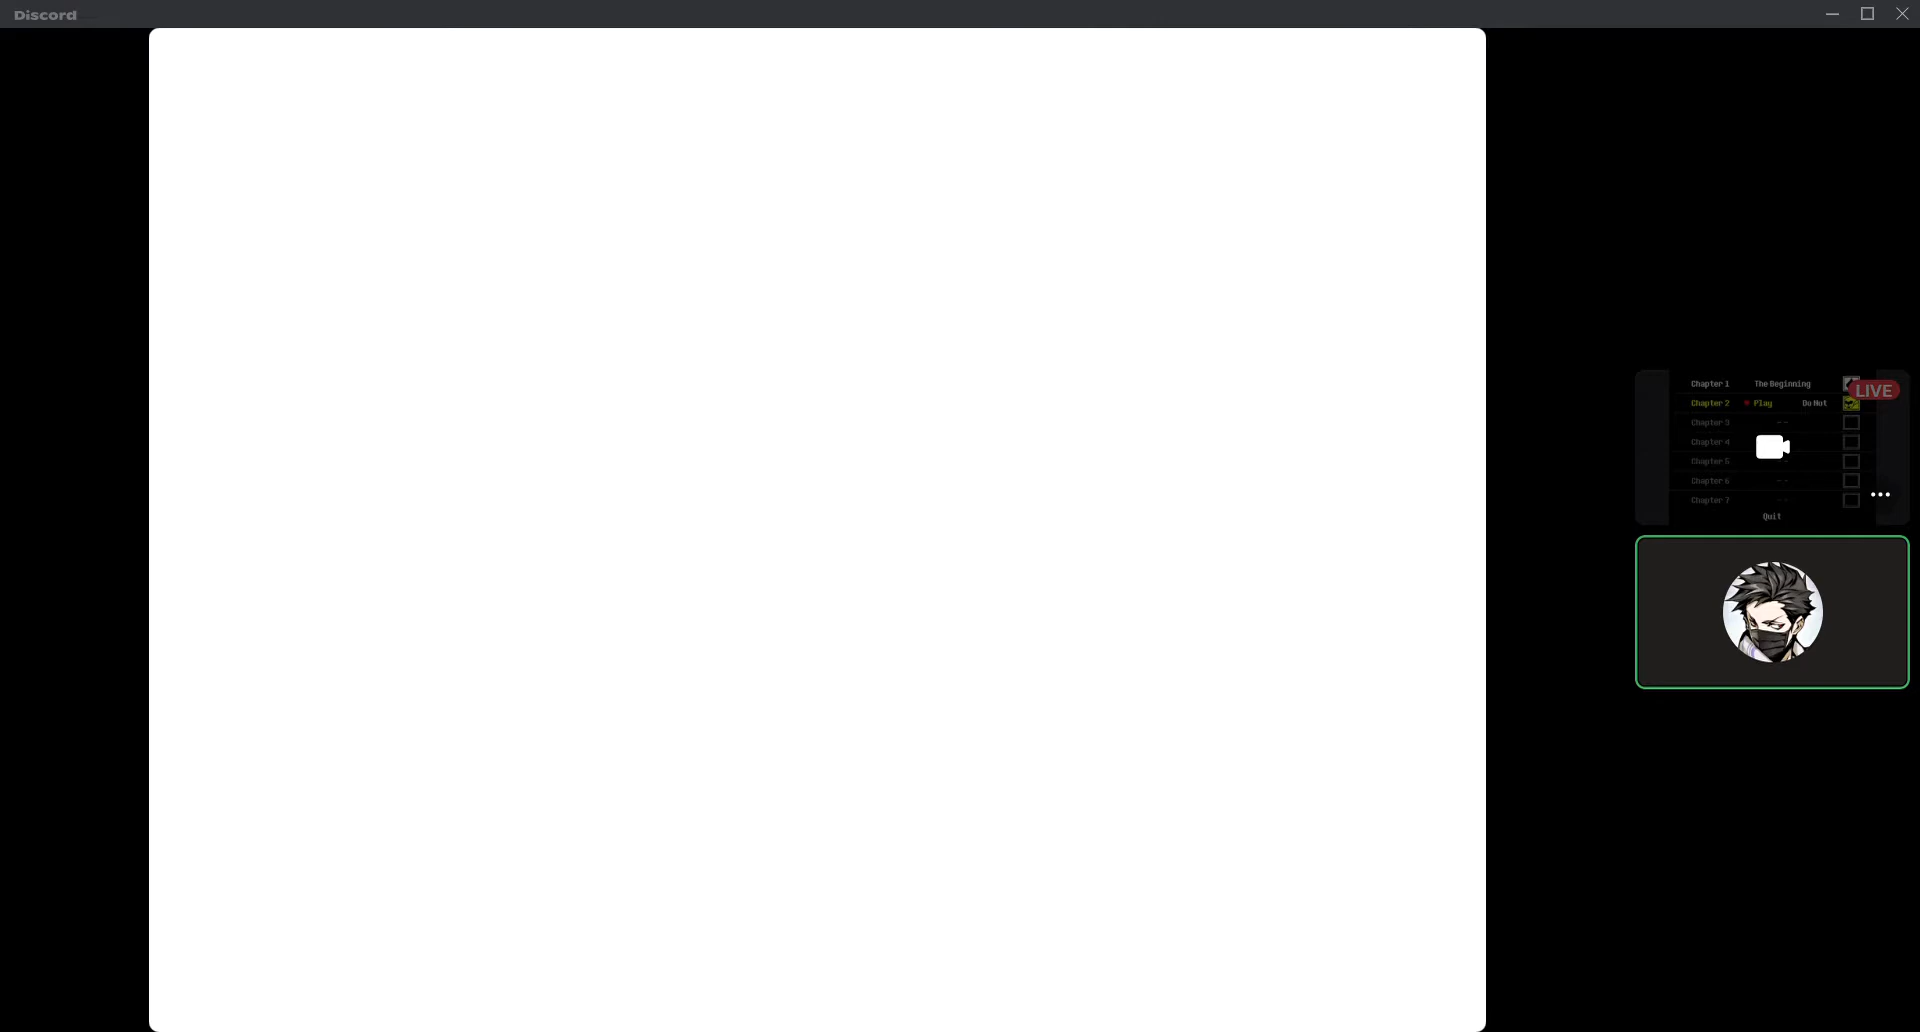 Discord
Chapter 1 The Beginning
LIVE
Chapter 2 Play Do Not
Chapter 3 --
Chapter 4
Chapter 5 --
Chapter 6 --
Chapter 7 --
Quit